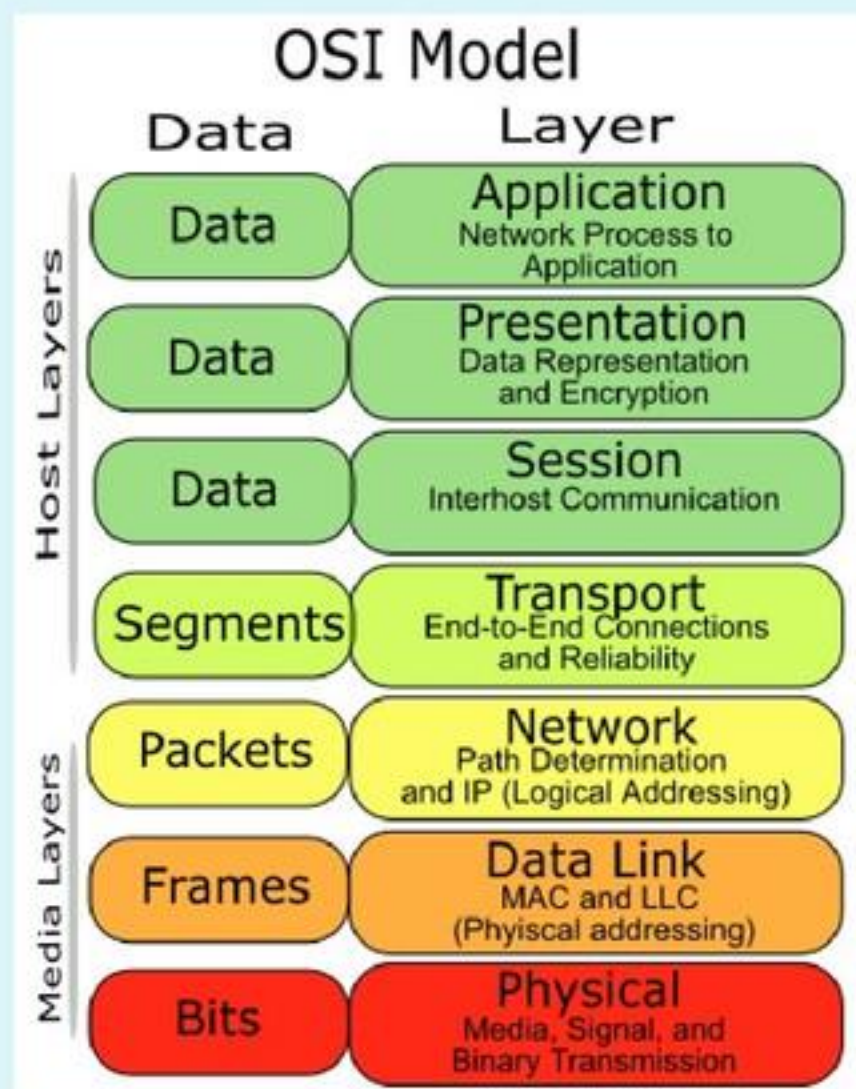 OSI Model
Data Layer
Host Layers
Data
Application
Network Process to
Application
Data
Presentation
Data Representation
and Encryption
Data
Session
Interhost Communication
Segments
Transport
End-to-End Connections
and Reliability
Media Layers
Packets
Network
Path Determination
and IP (Logical Addressing)
Frames
Data Link
MAC and LLC
(Phyiscal addressing)
Bits
Physical
Media, Signal, and
Binary Transmission